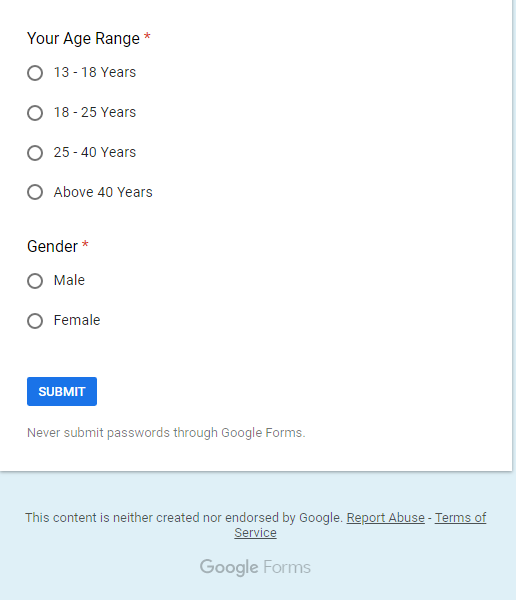 Your Age Range *
13 - 18 Years
18 - 25 Years
25 - 40 Years
Above 40 Years
Gender *
Male
Female
SUBMIT
Never submit passwords through Google Forms.
This content is neither created nor endorsed by Google. Report Abuse - Terms of
Service
Google Forms